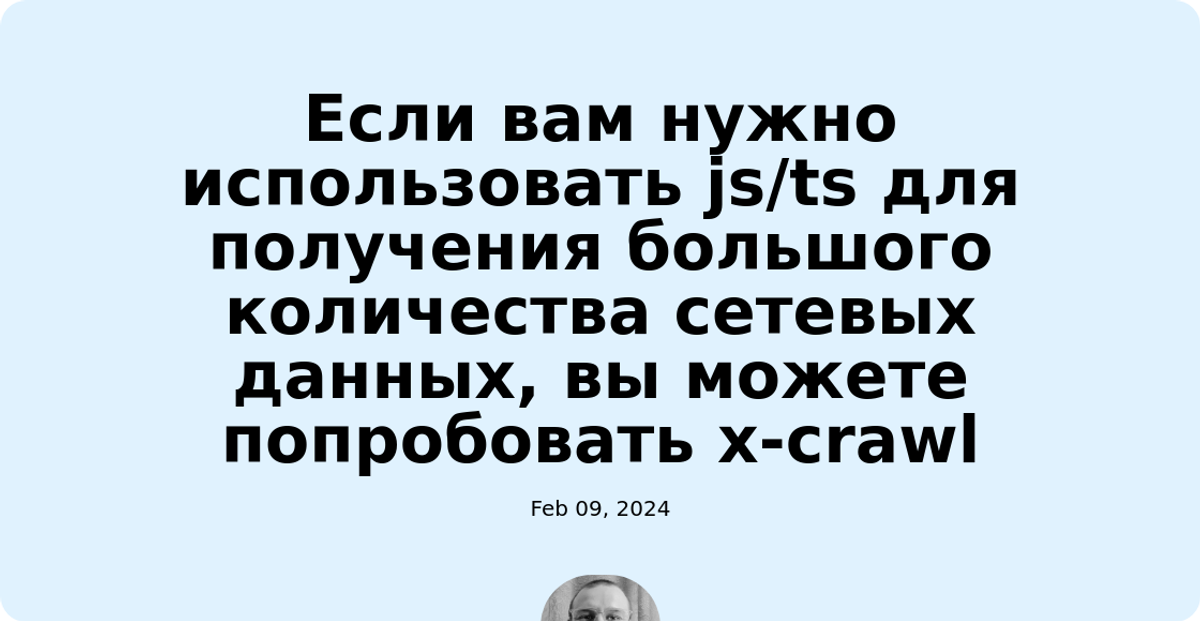 Если вам нужно
использовать js/ts для
получения большого
количества сетевых
данных, вы можете
попробовать x-crawl
Feb 09, 2024